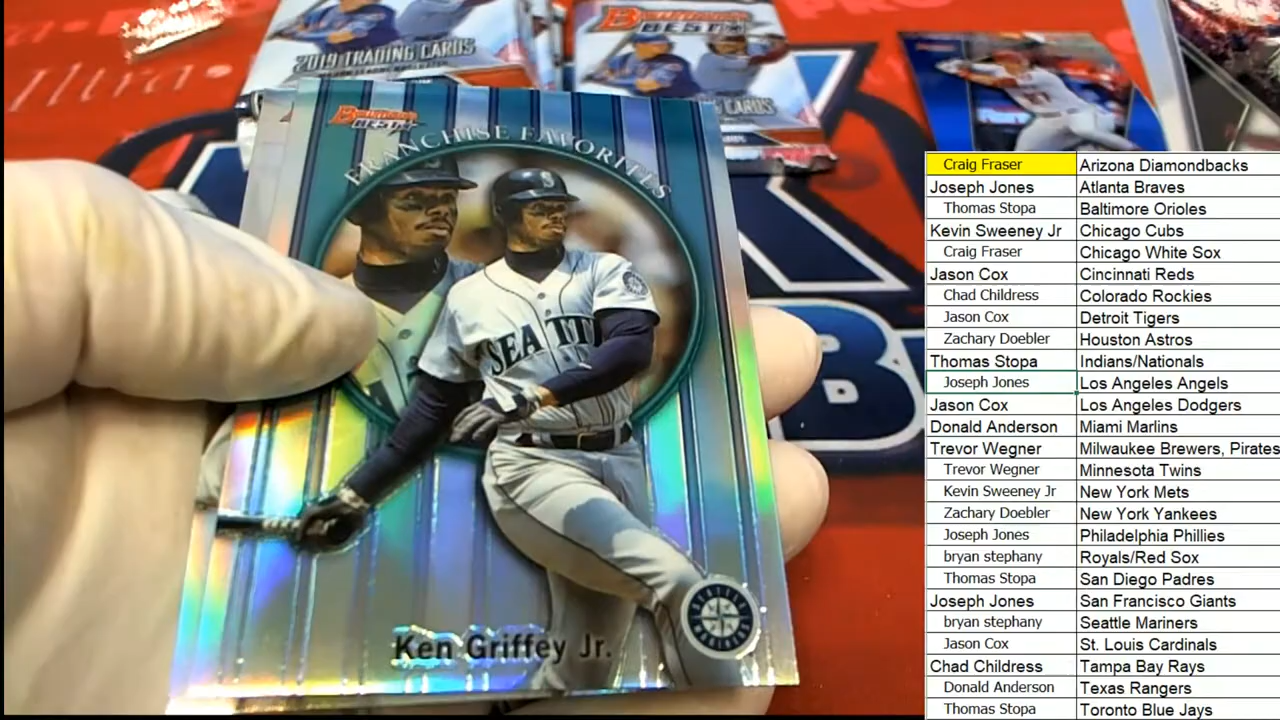 BOWMAN'S
BEST
2019 TRADING CARDS
CARDS
BOWMAN'S
BEST
FRANCHISE FAVORITES
SEATTL
Ken Griffey Jr.
SEATTLE
MARINERS
Craig Fraser Arizona Diamondbacks
Joseph Jones Atlanta Braves
Thomas Stopa Baltimore Orioles
Kevin Sweeney Jr Chicago Cubs
Craig Fraser Chicago White Sox
Jason Cox Cincinnati Reds
Chad Childress Colorado Rockies
Jason Cox Detroit Tigers
Zachary Doebler Houston Astros
Thomas Stopa Indians/Nationals
Joseph Jones Los Angeles Angels
Jason Cox Los Angeles Dodgers
Donald Anderson Miami Marlins
Trevor Wegner Milwaukee Brewers, Pirates
Trevor Wegner Minnesota Twins
Kevin Sweeney Jr New York Mets
Zachary Doebler New York Yankees
Joseph Jones Philadelphia Phillies
bryan stephany Royals/Red Sox
Thomas Stopa San Diego Padres
Joseph Jones San Francisco Giants
bryan stephany Seattle Mariners
Jason Cox St. Louis Cardinals
Chad Childress Tampa Bay Rays
Donald Anderson Texas Rangers
Thomas Stopa Toronto Blue Jays